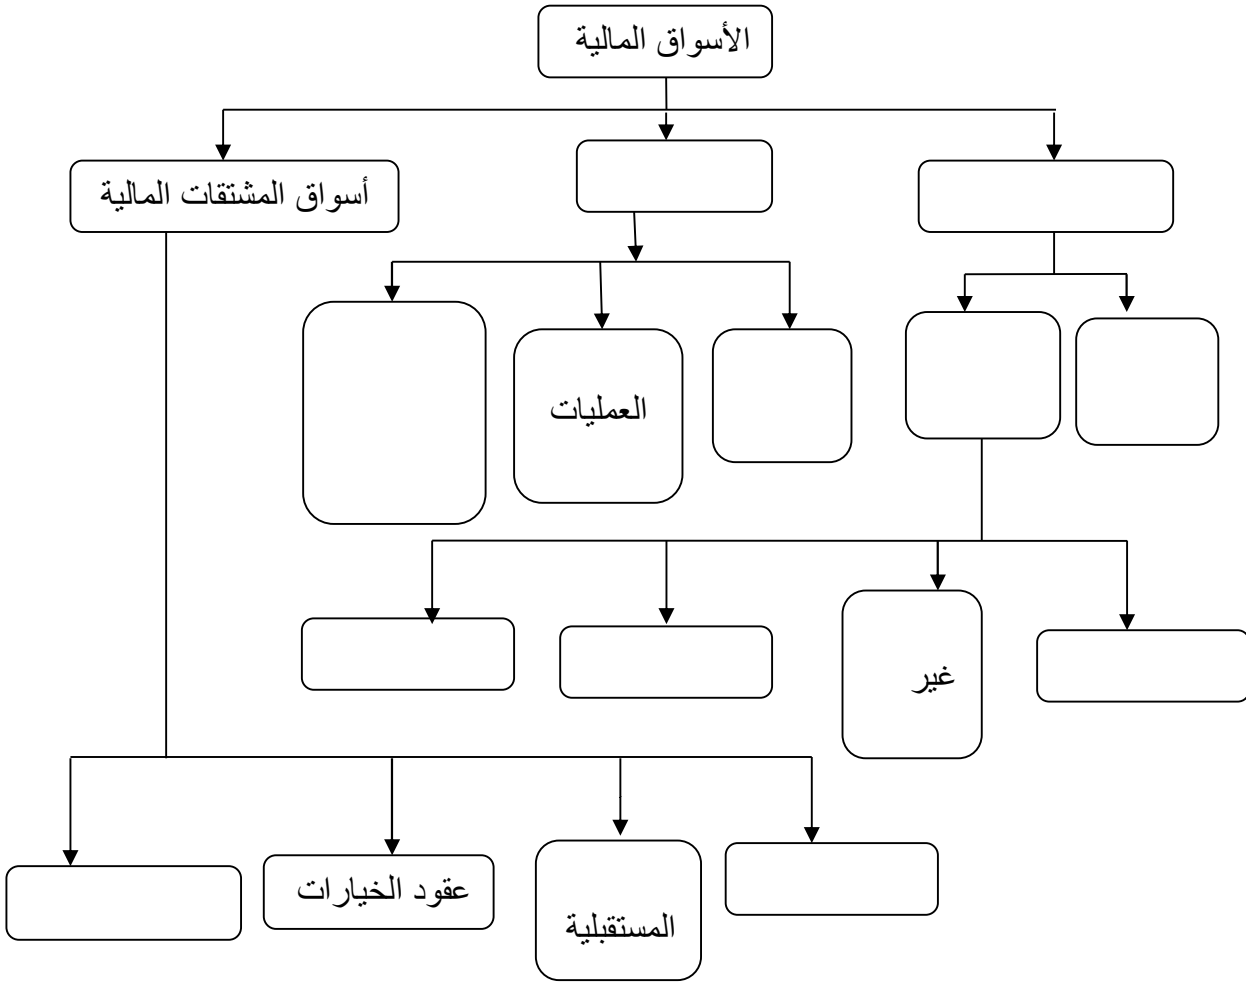 الأسواق المالية
أسواق المشتقات المالية
العمليات
غير
عقود الخيارات
المستقبلية